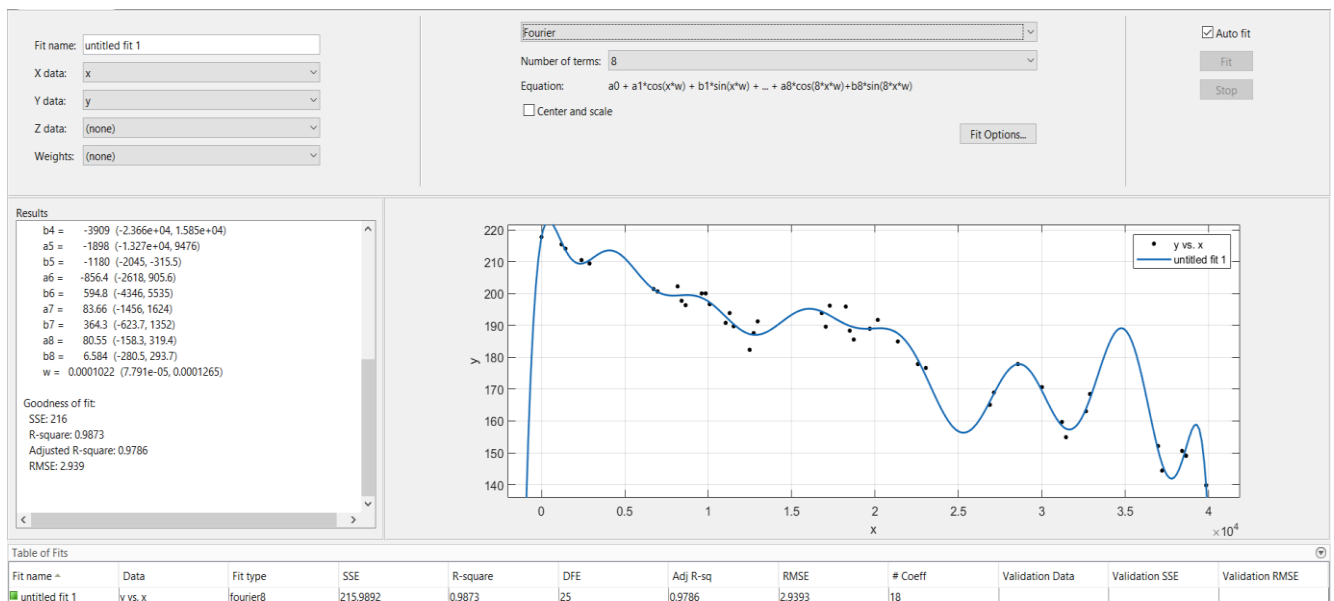 Fit name: untitled fit 1
X data: x
Y data: y
Z data: (none)
Weights: (none)
Fourier
Number of terms: 8
Equation: a0 + a1*cos(x*w) + b1*sin(x*w) + ... + a8*cos(8*x*w)+b8*sin(8*x*w)
Center and scale
Fit Options...
Auto fit
Fit
Stop
Results
b4 = -3909 (-2.366e+04, 1.585e+04)
a5 = -1898 (-1.327e+04, 9476)
b5 = -1180 (-2045, -315.5)
a6 = -856.4 (-2618, 905.6)
b6 = 594.8 (-4346, 5535)
a7 = 83.66 (-1456, 1624)
b7 = 364.3 (-623.7, 1352)
a8 = 80.55 (-158.3, 319.4)
b8 = 6.584 (-280.5, 293.7)
w = 0.0001022 (7.791e-05, 0.0001265)
Goodness of fit:
SSE: 216
R-square: 0.9873
Adjusted R-square: 0.9786
RMSE: 2.939
220
210
200
190
180
170
160
150
140
y
0 0.5 1 1.5 2 2.5 3 3.5 4
x
×10⁴
y vs. x
untitled fit 1
Table of Fits
Fit name Data Fit type SSE R-square DFE Adj R-sq RMSE # Coeff Validation Data Validation SSE Validation RMSE
untitled fit 1 y vs. x fourier8 215.9892 0.9873 25 0.9786 2.9393 18